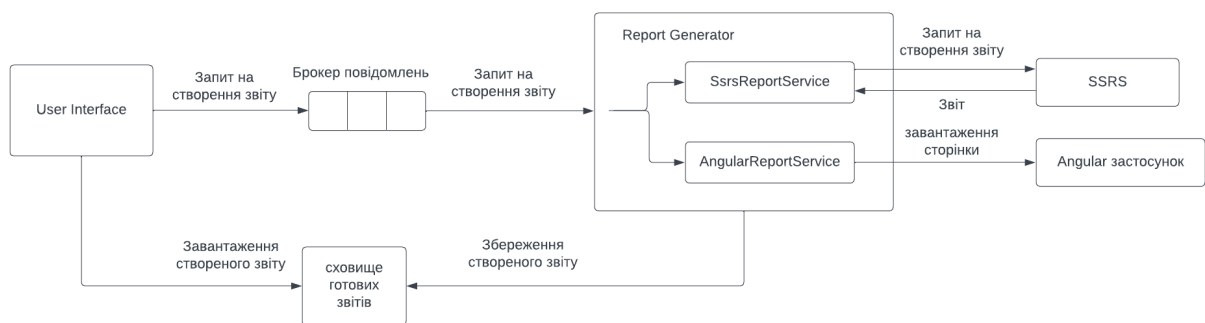 User Interface
Запит на
створення звіту
Брокер повідомлень
Запит на
створення звіту
Report Generator
SsrsReportService
AngularReportService
Запит на
створення звіту
Звіт
SSRS
завантаження
сторінки
Angular застосунок
Завантаження
створеного звіту
сховище
готових
звітів
Збереження
створеного звіту